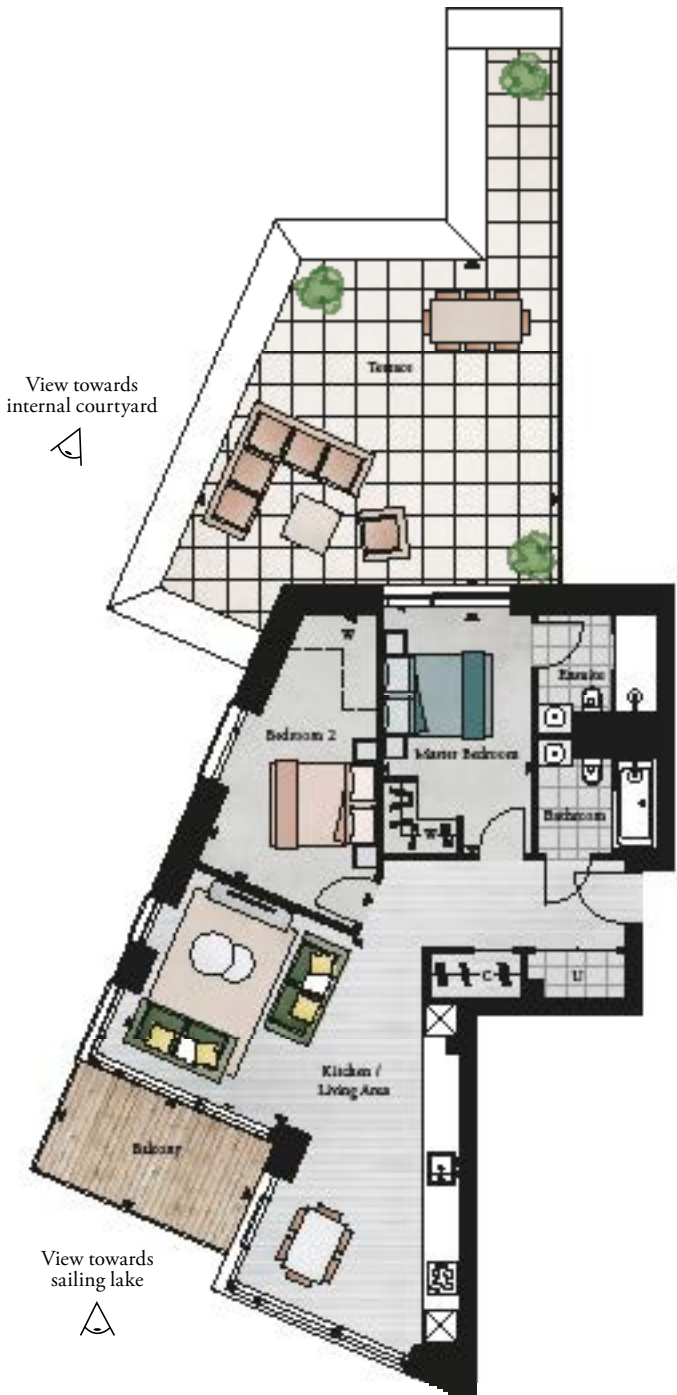 View towards
internal courtyard
Terrace
W
Ensuite
Bedroom 2
Master Bedroom
Bathroom
W
C
U
Kitchen /
Living Area
Balcony
View towards
sailing lake